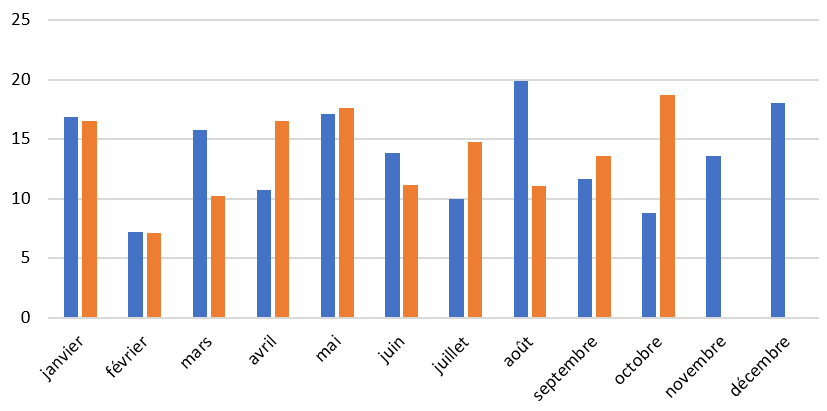 25
20
15
10
5
0
janvier
février
mars
avril
mai
juin
juillet
août
septembre
octobre
novembre
décembre